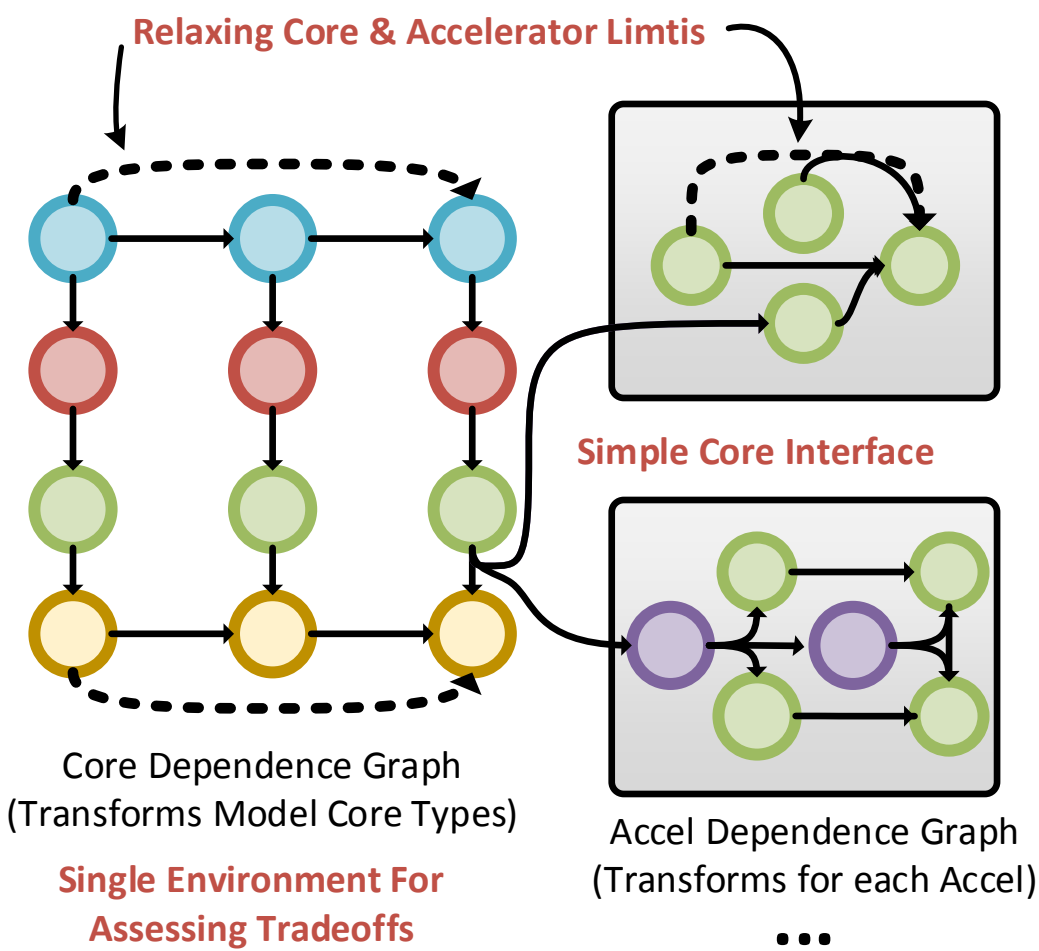 Relaxing Core & Accelerator Limtis
Simple Core Interface
Core Dependence Graph
(Transforms Model Core Types)
Single Environment For
Assessing Tradeoffs
Accel Dependence Graph
(Transforms for each Accel)
...